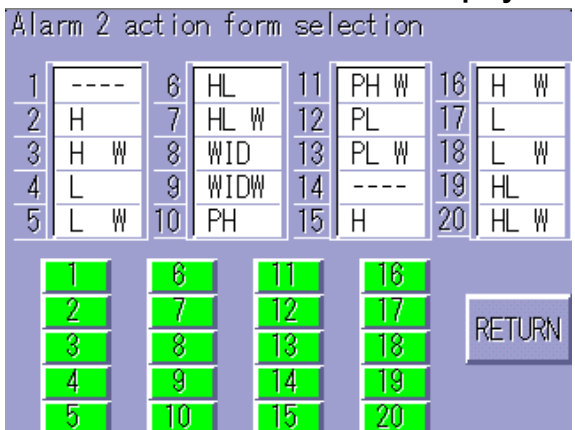 Alarm 2 action form selection
1 ---- 6 HL 11 PH W 16 H W
2 H 7 HL W 12 PL 17 L
3 H W 8 WID 13 PL W 18 L W
4 L 9 WIDW 14 ---- 19 HL
5 L W 10 PH 15 H 20 HL W
1 6 11 16
2 7 12 17
3 8 13 18
4 9 14 19
5 10 15 20
RETURN